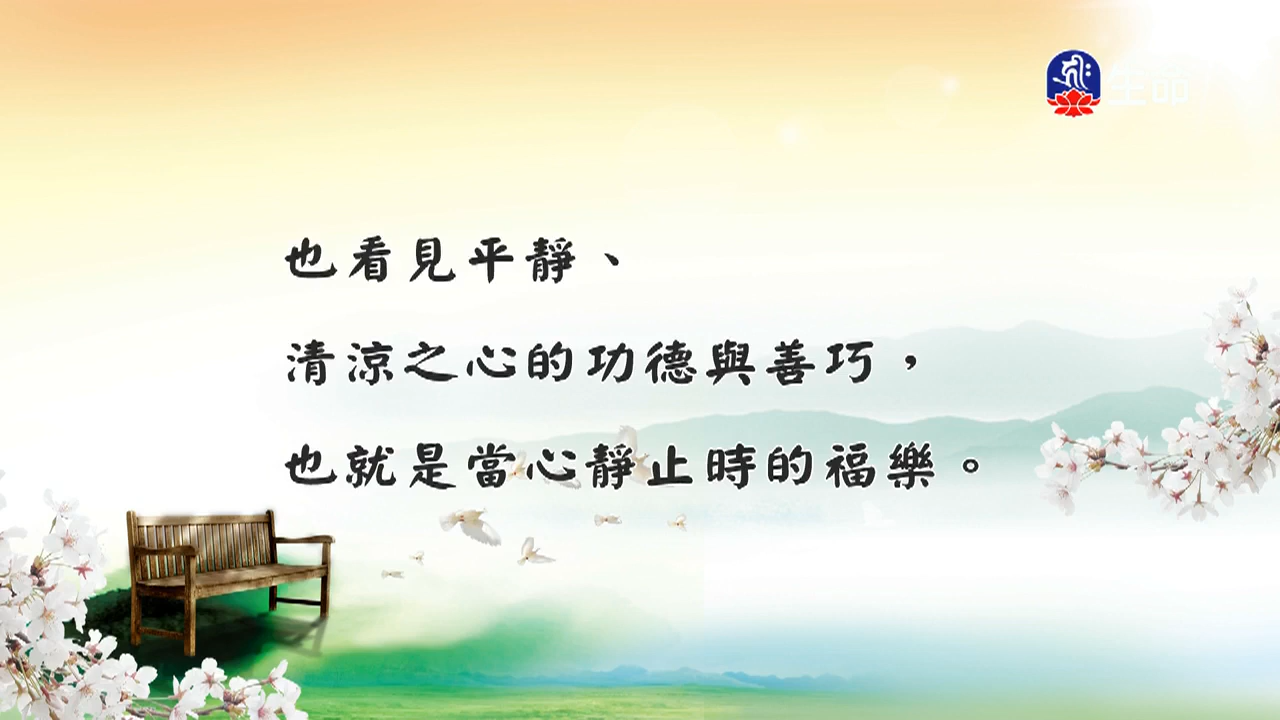 生命
也看見平靜、
清涼之心的功德與善巧，
也就是當心靜止時的福樂。